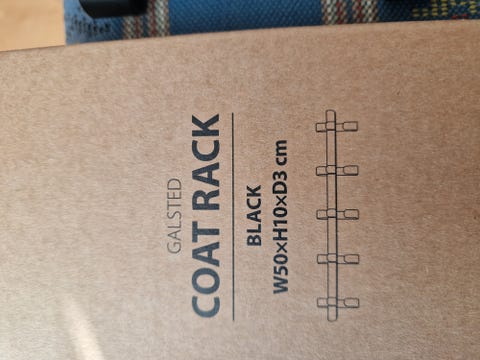 GALSTED
COAT RACK
BLACK
W50×H10×D3 cm